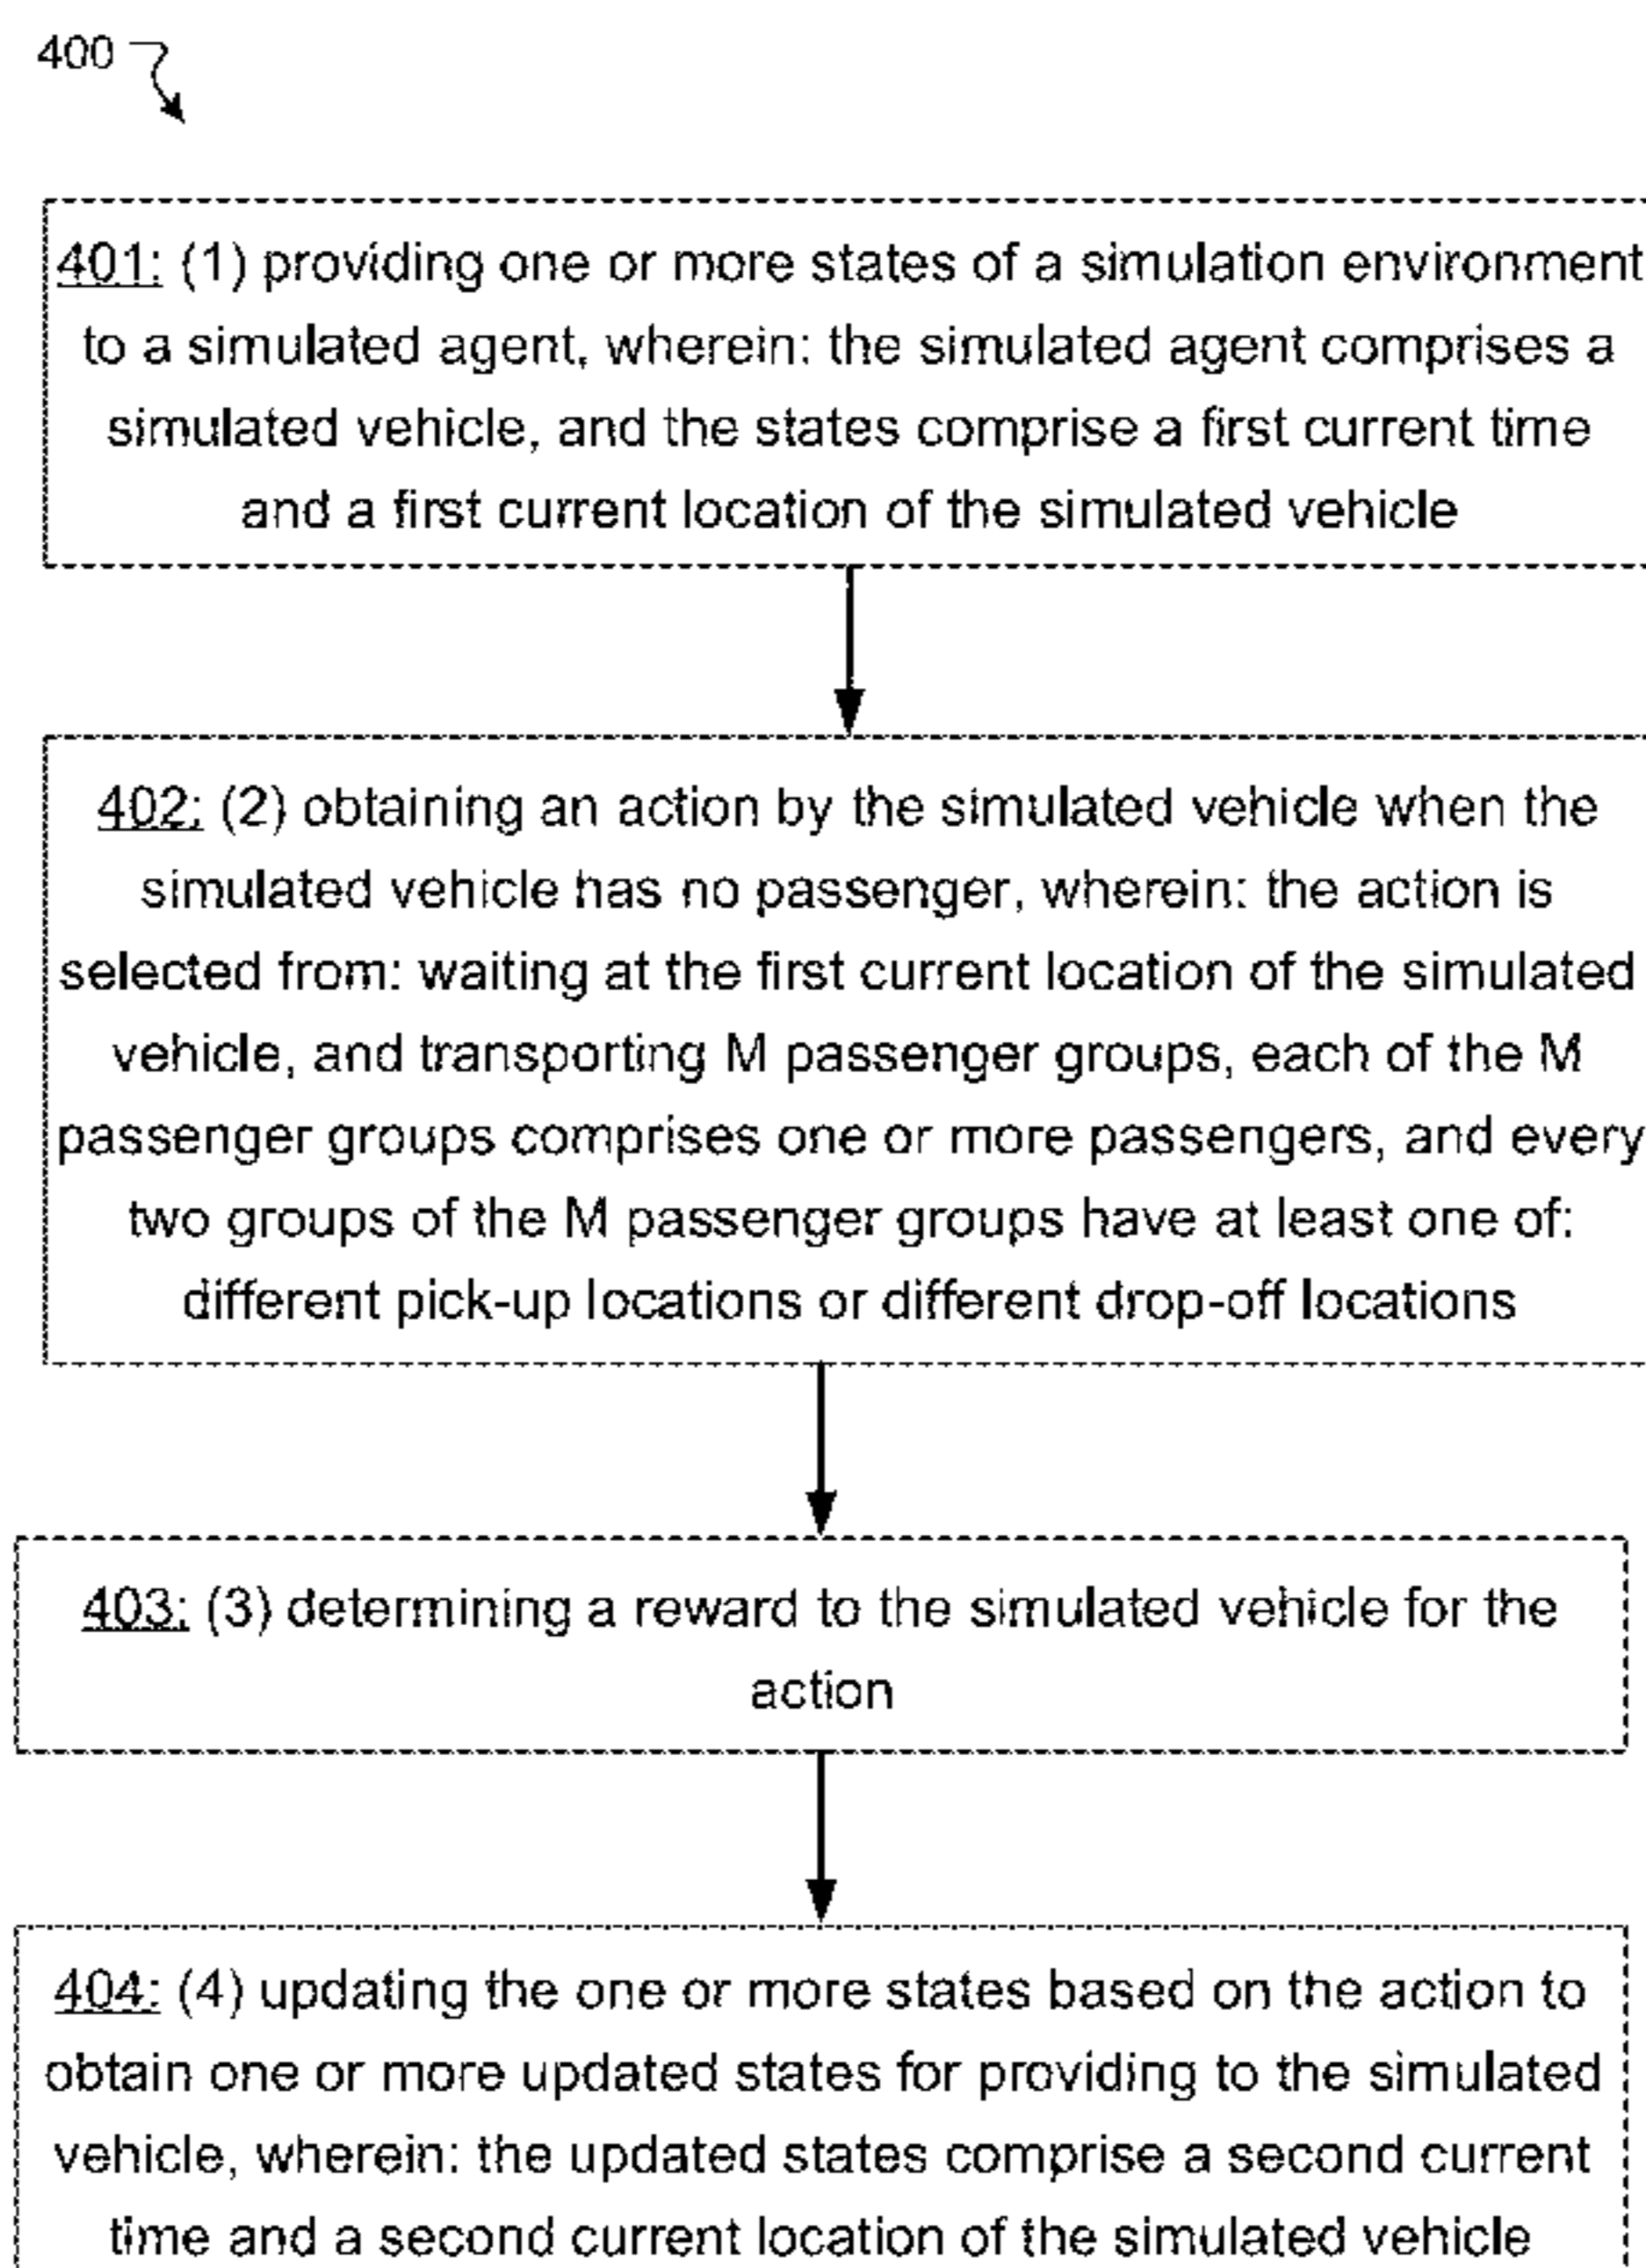 400
401: (1) providing one or more states of a simulation environment
to a simulated agent, wherein: the simulated agent comprises a
simulated vehicle, and the states comprise a first current time
and a first current location of the simulated vehicle
402: (2) obtaining an action by the simulated vehicle when the
simulated vehicle has no passenger, wherein: the action is
selected from: waiting at the first current location of the simulated
vehicle, and transporting M passenger groups, each of the M
passenger groups comprises one or more passengers, and every
two groups of the M passenger groups have at least one of:
different pick-up locations or different drop-off locations
403: (3) determining a reward to the simulated vehicle for the
action
404: (4) updating the one or more states based on the action to
obtain one or more updated states for providing to the simulated
vehicle, wherein: the updated states comprise a second current
time and a second current location of the simulated vehicle